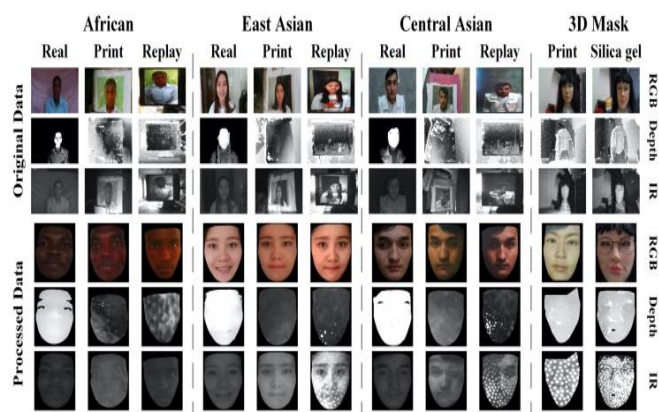 African East Asian Central Asian 3D Mask
Real Print Replay Real Print Replay Real Print Replay Print Silica gel
Original Data
RGB
Depth
IR
Processed Data
RGB
Depth
IR